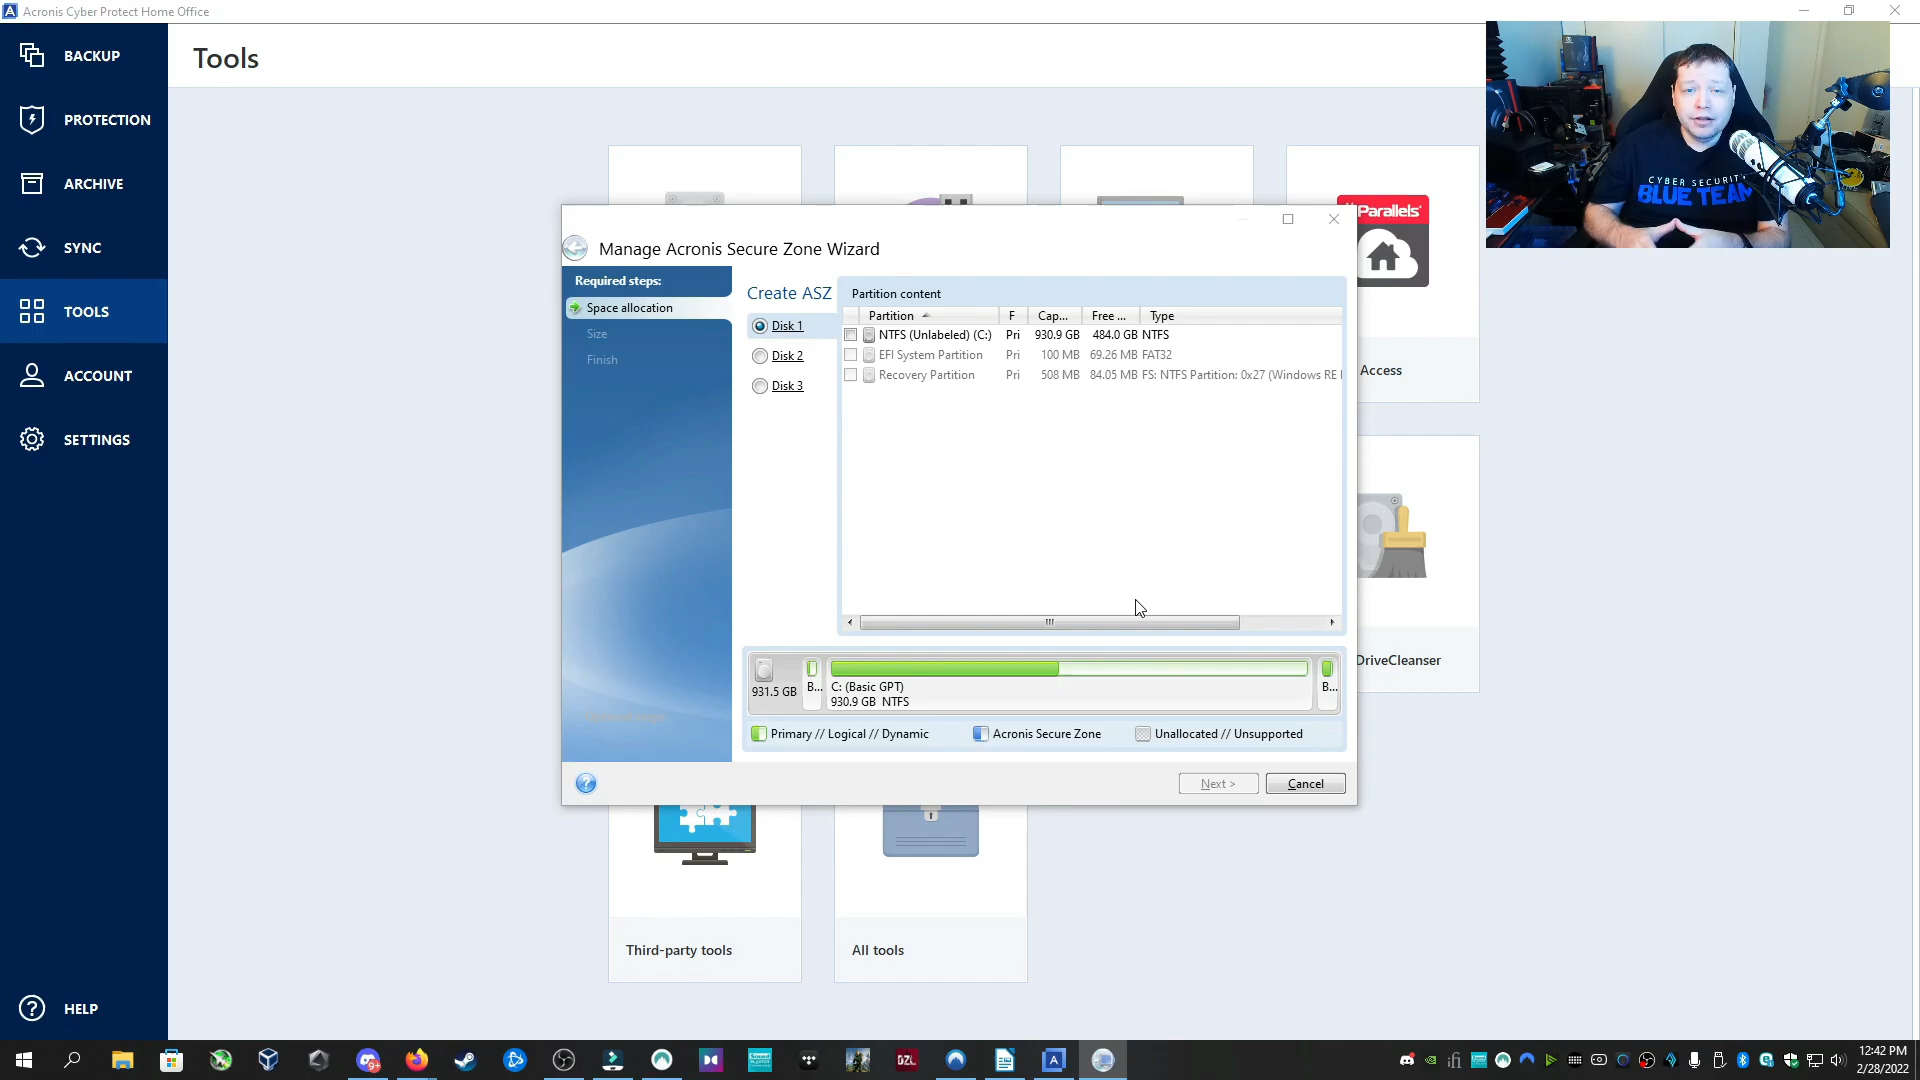 Acronis Cyber Protect Home Office
BACKUP
PROTECTION
ARCHIVE
SYNC
TOOLS
ACCOUNT
SETTINGS
HELP
Tools
CYBER SECURITY
BLUE TEAM
Parallels
Access
DriveCleanser
Third-party tools
All tools
Manage Acronis Secure Zone Wizard
Required steps:
Space allocation
Size
Finish
Create ASZ
Disk 1
Disk 2
Disk 3
Partition content
Partition F Cap... Free ... Type
NTFS (Unlabeled) (C:) Pri 930.9 GB 484.0 GB NTFS
EFI System Partition Pri 100 MB 69.26 MB FAT32
Recovery Partition Pri 508 MB 84.05 MB FS: NTFS Partition: 0x27 (Windows RE
931.5 GB
B...
C: (Basic GPT)
930.9 GB NTFS
B...
Primary // Logical // Dynamic Acronis Secure Zone Unallocated // Unsupported
Next > Cancel
9+
DZL
12:42 PM
2/28/2022